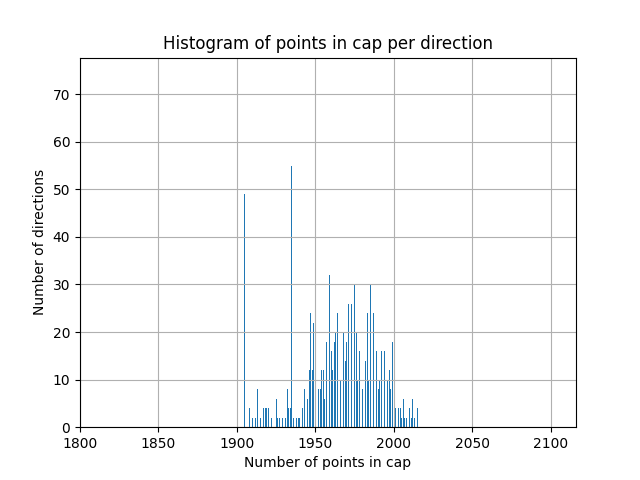 Histogram of points in cap per direction
Number of directions
70
60
50
40
30
20
10
0
1800 1850 1900 1950 2000 2050 2100
Number of points in cap